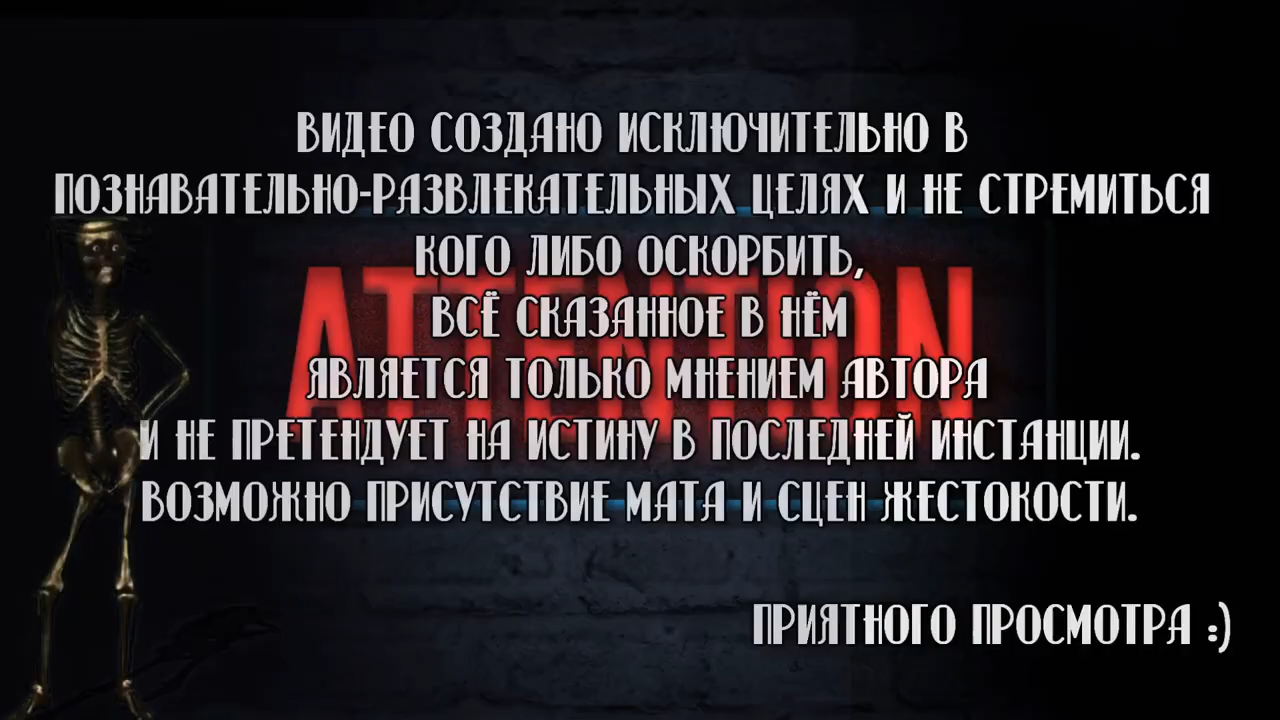 ВИДЕО СОЗДАНО ИСКЛЮЧИТЕЛЬНО В
ПОЗНАВАТЕЛЬНО-РАЗВЛЕКАТЕЛЬНЫХ ЦЕЛЯХ И НЕ СТРЕМИТЬСЯ
КОГО ЛИБО ОСКОРБИТЬ,
ATTENTION
ВСЁ СКАЗАННОЕ В НЁМ
ЯВЛЯЕТСЯ ТОЛЬКО МНЕНИЕМ АВТОРА
И НЕ ПРЕТЕНДУЕТ НА ИСТИНУ В ПОСЛЕДНЕЙ ИНСТАНЦИИ.
ВОЗМОЖНО ПРИСУТСТВИЕ МАТА И СЦЕН ЖЕСТОКОСТИ.
ПРИЯТНОГО ПРОСМОТРА :)